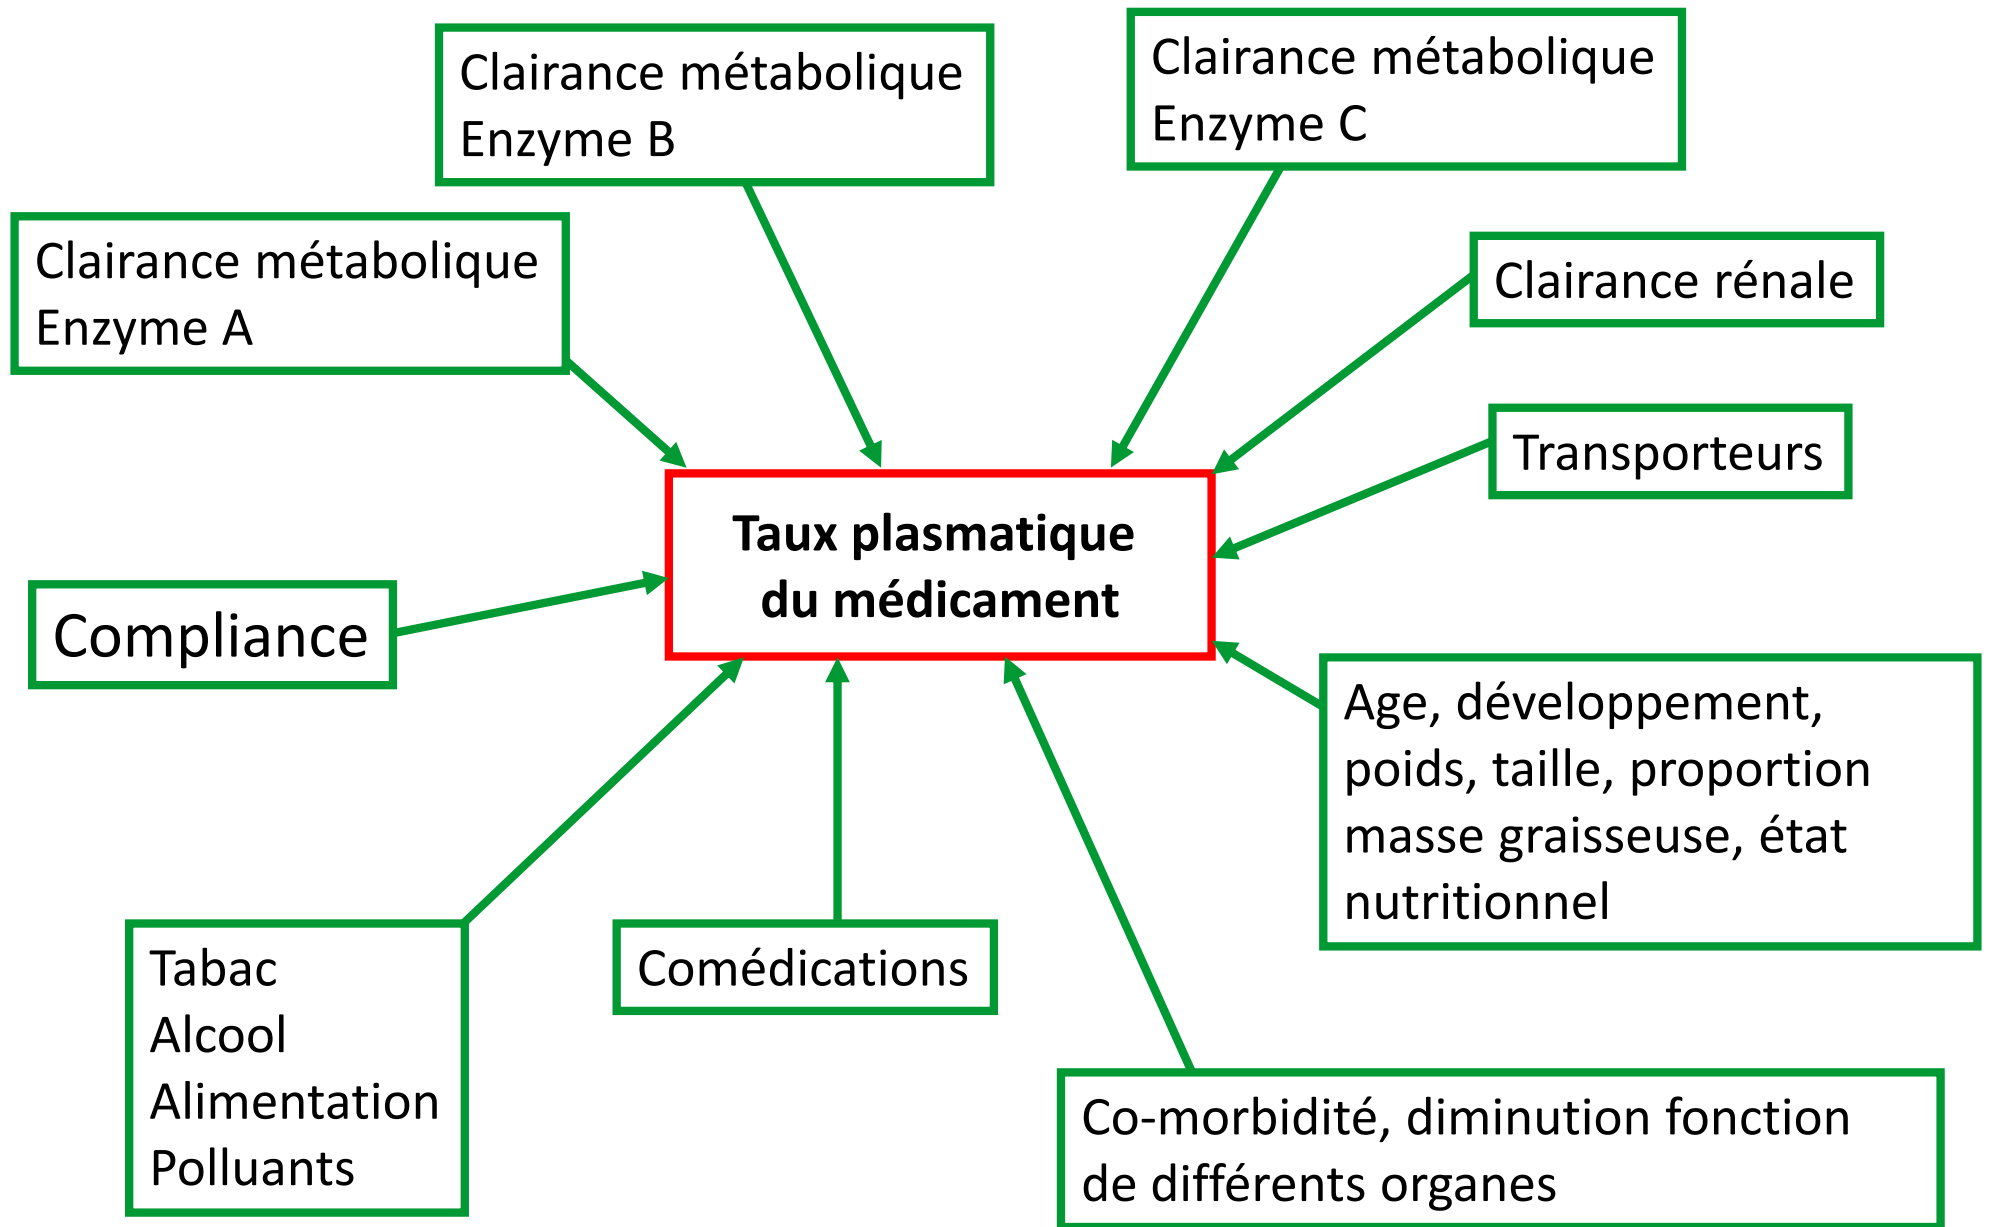 Clairance métabolique
Enzyme B
Clairance métabolique
Enzyme C
Clairance métabolique
Enzyme A
Clairance rénale
Transporteurs
Taux plasmatique
du médicament
Compliance
Age, développement,
poids, taille, proportion
masse graisseuse, état
nutritionnel
Tabac
Alcool
Alimentation
Polluants
Comédications
Co-morbidité, diminution fonction
de différents organes